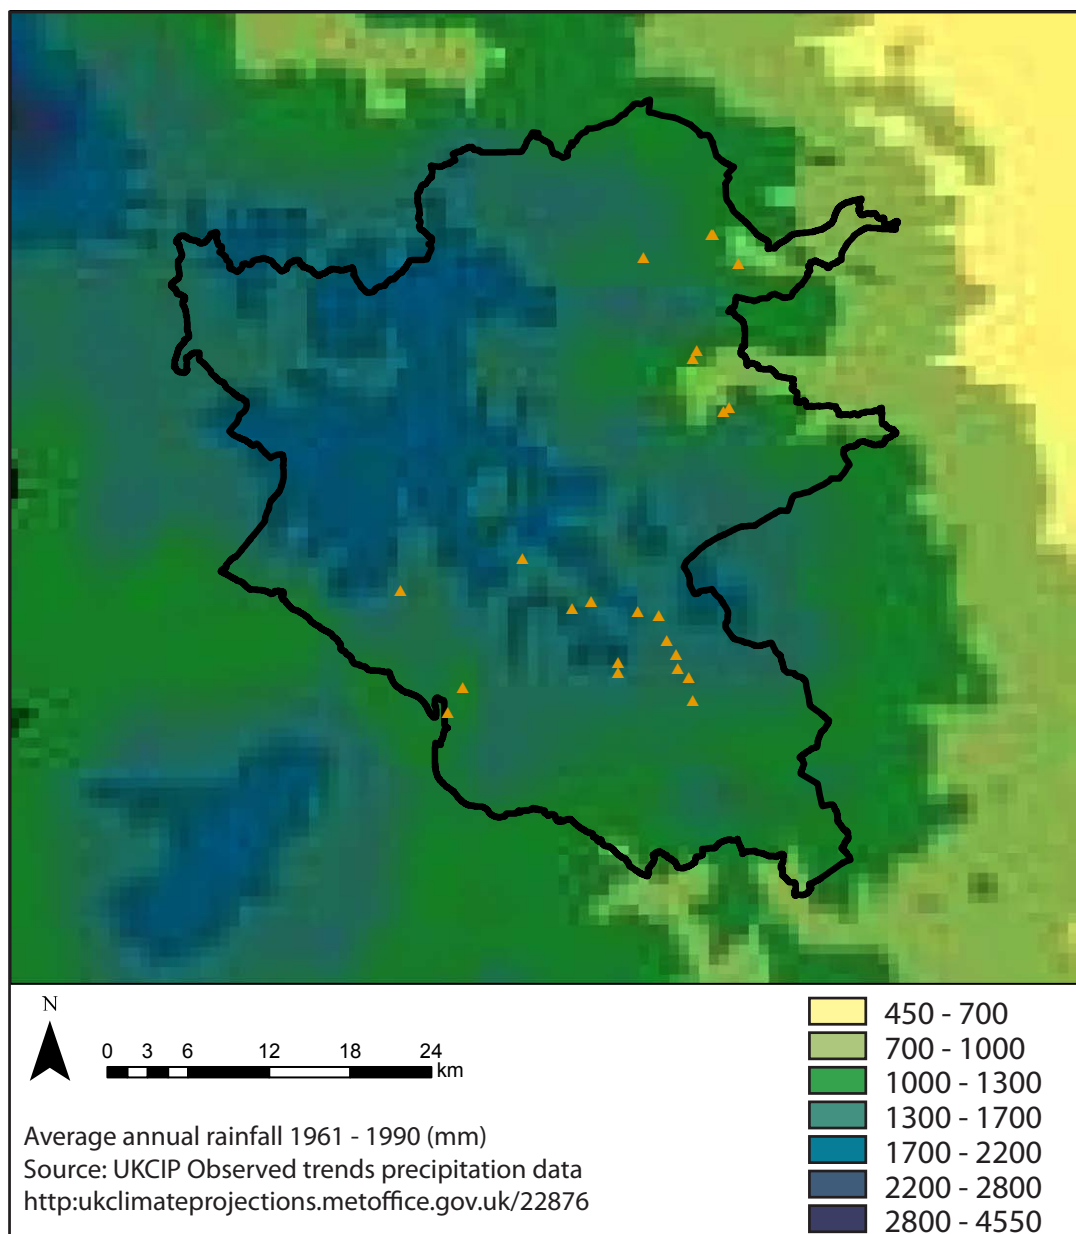 N
0 3 6 12 18 24
km
Average annual rainfall 1961 - 1990 (mm)
Source: UKCIP Observed trends precipitation data
http:ukclimateprojections.metoffice.gov.uk/22876
450 - 700
700 - 1000
1000 - 1300
1300 - 1700
1700 - 2200
2200 - 2800
2800 - 4550